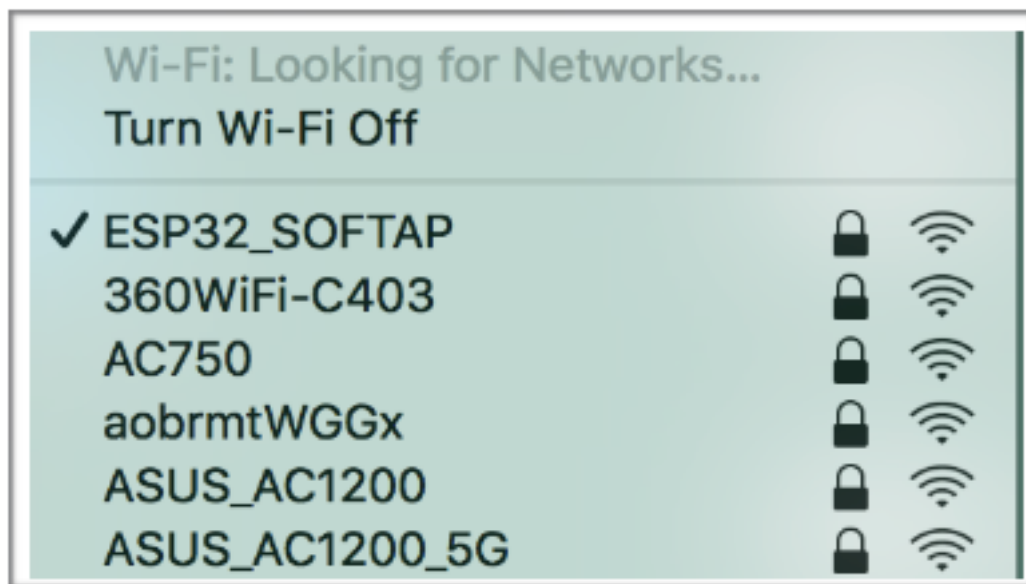 Wi-Fi: Looking for Networks...
Turn Wi-Fi Off
ESP32_SOFTAP
360WiFi-C403
AC750
aobrmtWGGx
ASUS_AC1200
ASUS_AC1200_5G